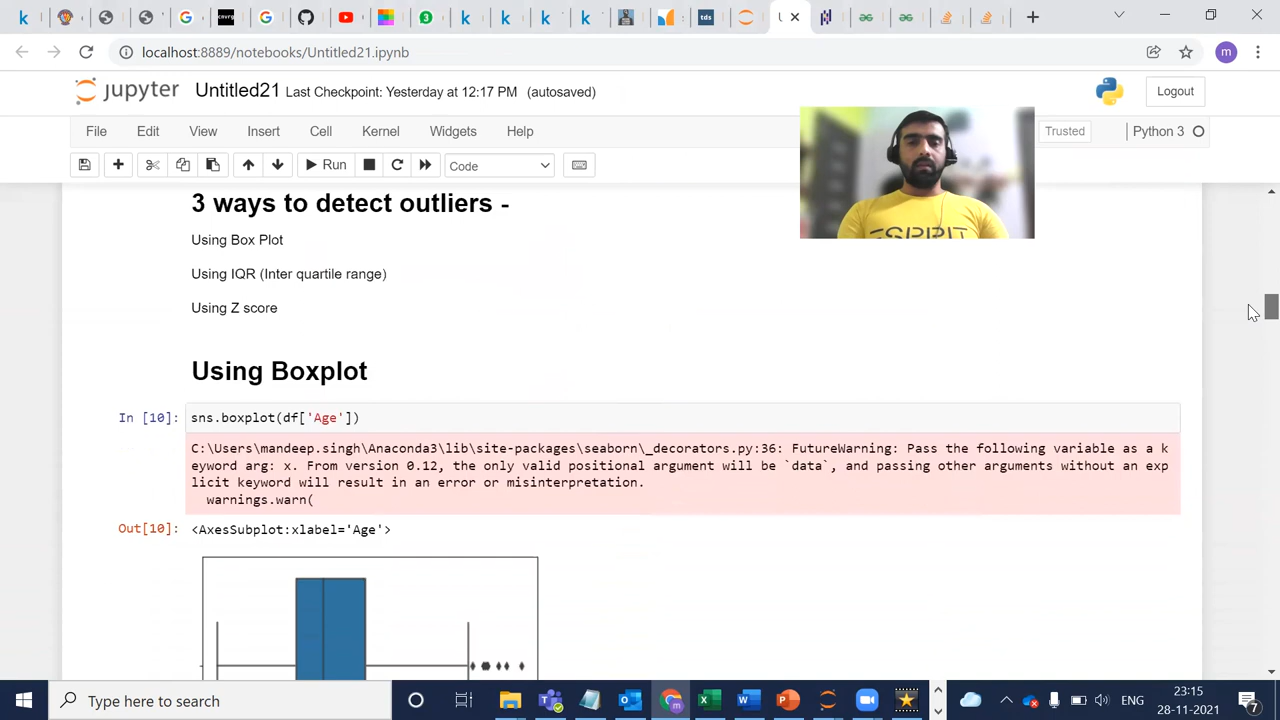 localhost:8889/notebooks/Untitled21.ipynb
m
jupyter Untitled21 Last Checkpoint: Yesterday at 12:17 PM (autosaved)
Logout
File Edit View Insert Cell Kernel Widgets Help
Trusted
Python 3
Run
Code
ESPRIT
3 ways to detect outliers -
Using Box Plot
Using IQR (Inter quartile range)
Using Z score
Using Boxplot
In [10]: sns.boxplot(df['Age'])
C:\Users\mandeep.singh\Anaconda3\lib\site-packages\seaborn\_decorators.py:36: FutureWarning: Pass the following variable as a k
eyword arg: x. From version 0.12, the only valid positional argument will be `data`, and passing other arguments without an exp
licit keyword will result in an error or misinterpretation.
warnings.warn(
Out[10]: <AxesSubplot:xlabel='Age'>
Type here to search
ENG
23:15
28-11-2021
7